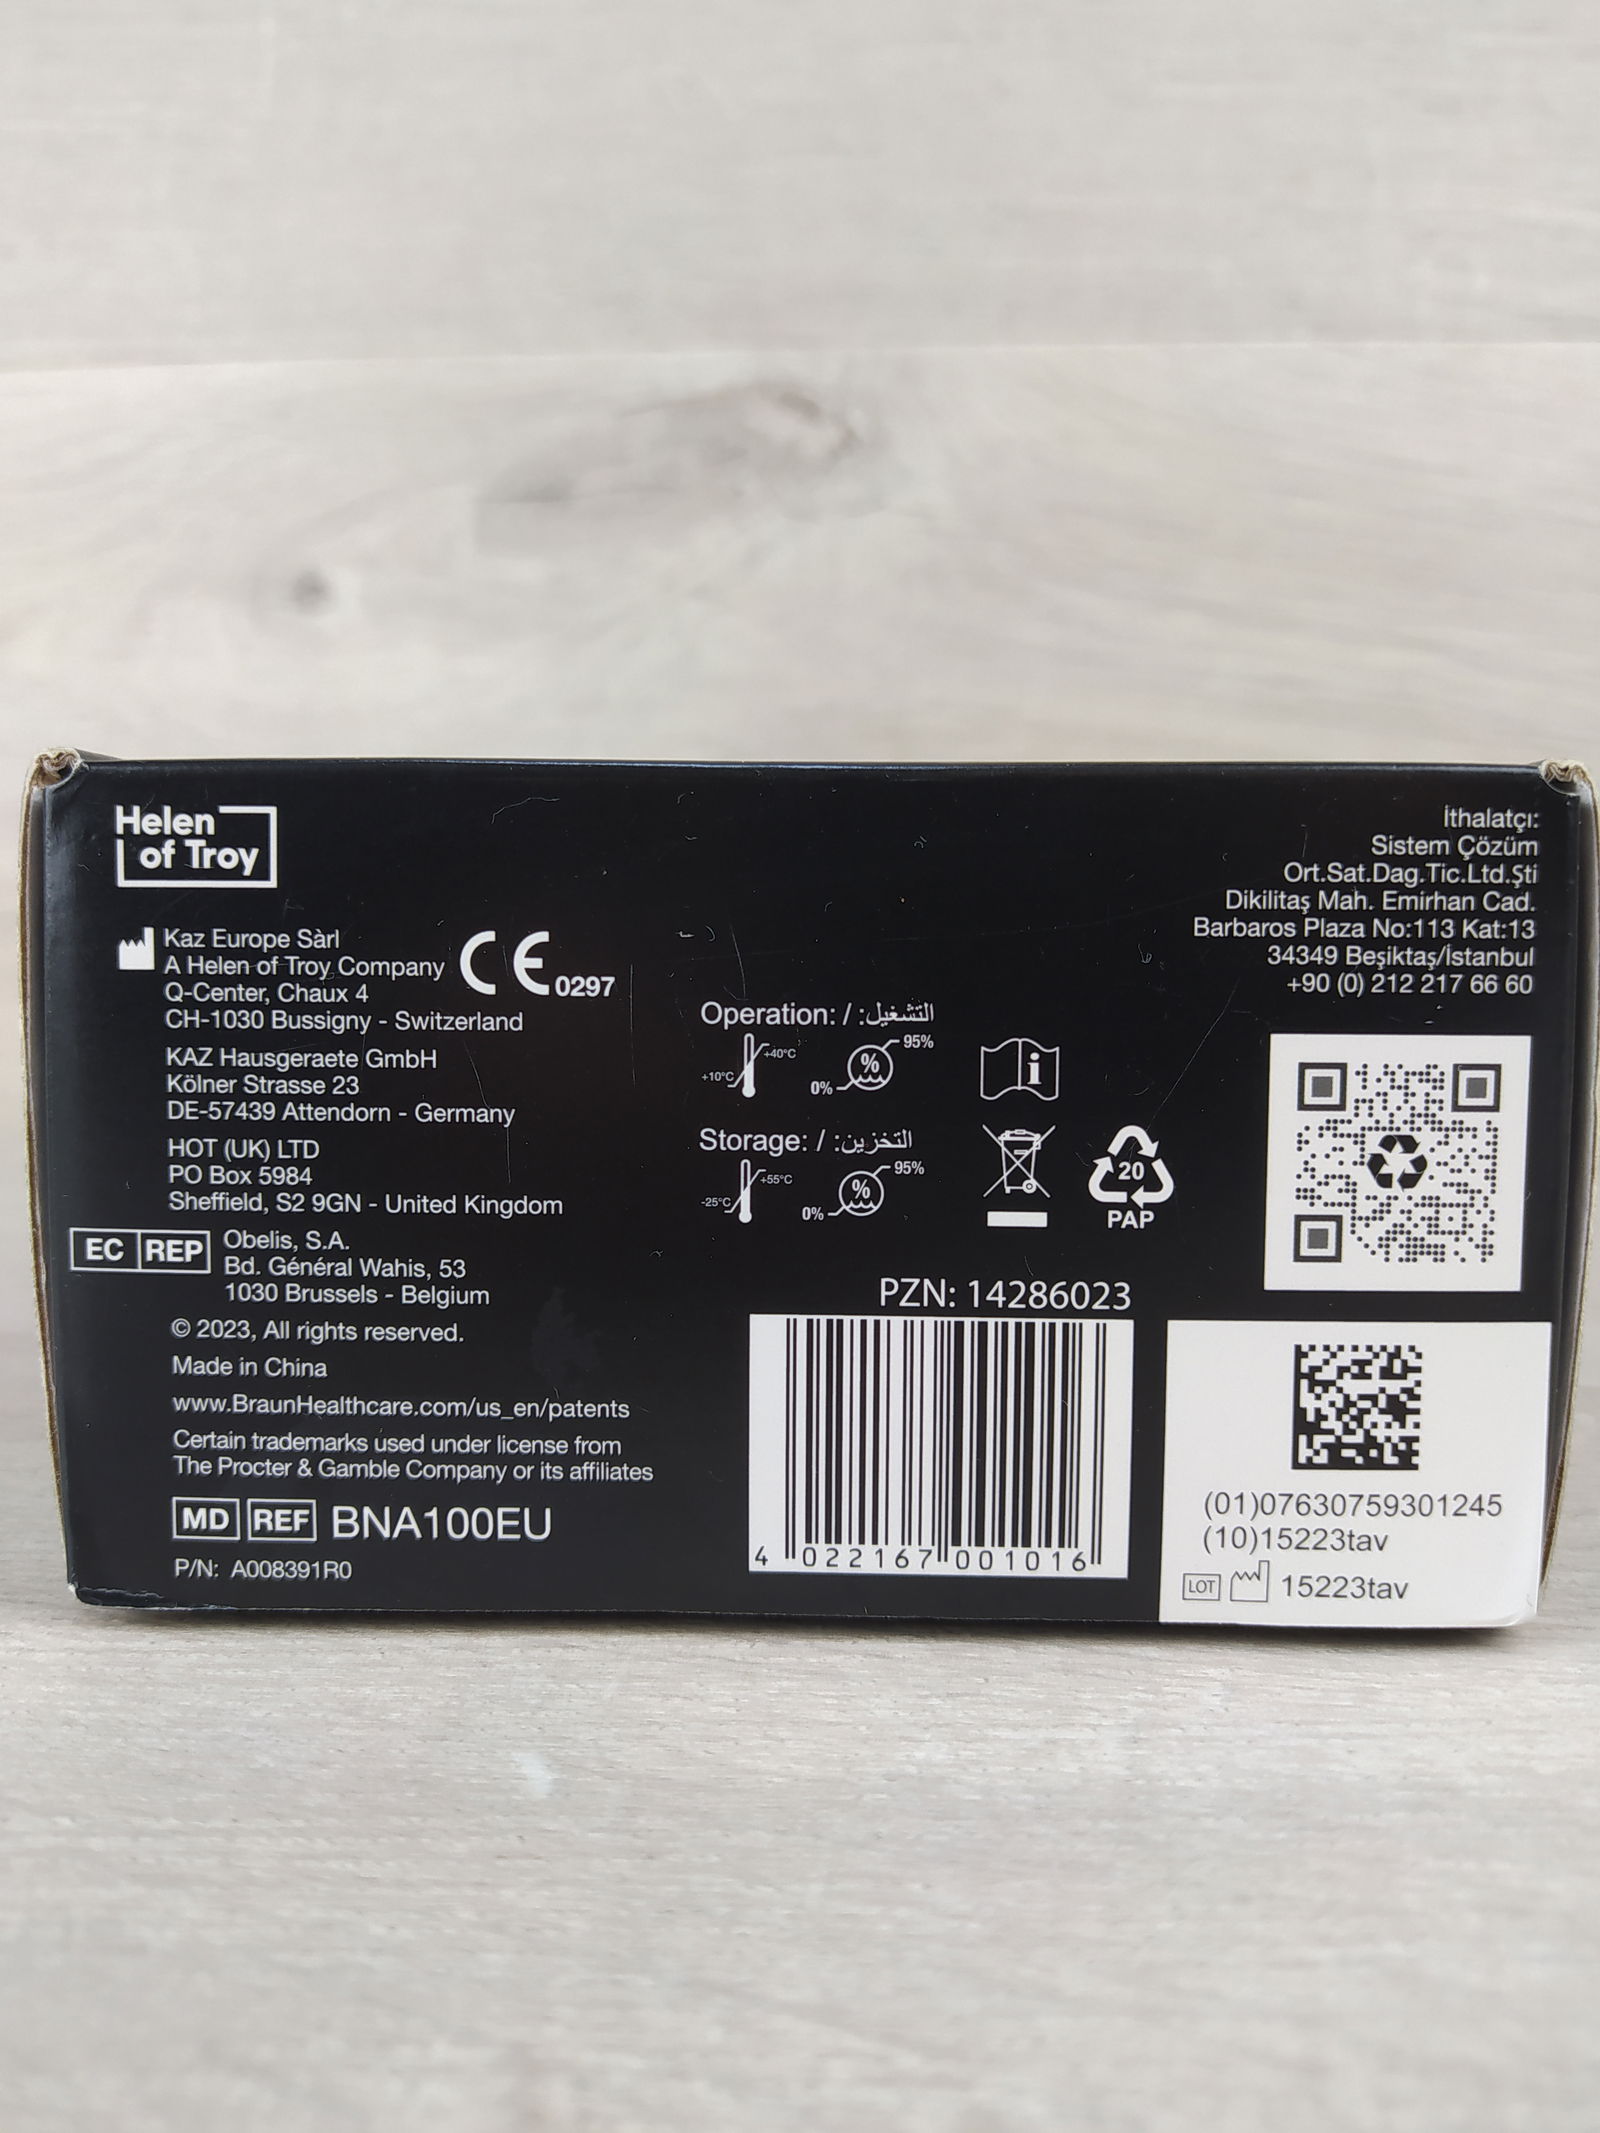 Helen
of Troy
Kaz Europe Sàrl
A Helen of Troy Company
Q-Center, Chaux 4
CH-1030 Bussigny - Switzerland
CE 0297
KAZ Hausgeraete GmbH
Kölner Strasse 23
DE-57439 Attendorn - Germany
HOT (UK) LTD
PO Box 5984
Sheffield, S2 9GN - United Kingdom
EC REP
Obelis, S.A.
Bd. Général Wahis, 53
1030 Brussels - Belgium
© 2023, All rights reserved.
Made in China
www.BraunHealthcare.com/us_en/patents
Certain trademarks used under license from
The Procter & Gamble Company or its affiliates
MD REF BNA100EU
P/N: A008391R0
Operation: / التشغيل:
+40°C
+10°C
95%
%
0%
i
Storage: / التخزين:
+55°C
-25°C
95%
%
0%
20
PAP
PZN: 14286023
4 022167 001016
İthalatçı:
Sistem Çözüm
Ort.Sat.Dag.Tic.Ltd.Şti
Dikilitaş Mah. Emirhan Cad.
Barbaros Plaza No:113 Kat:13
34349 Beşiktaş/İstanbul
+90 (0) 212 217 66 60
(01)07630759301245
(10)15223tav
LOT 15223tav